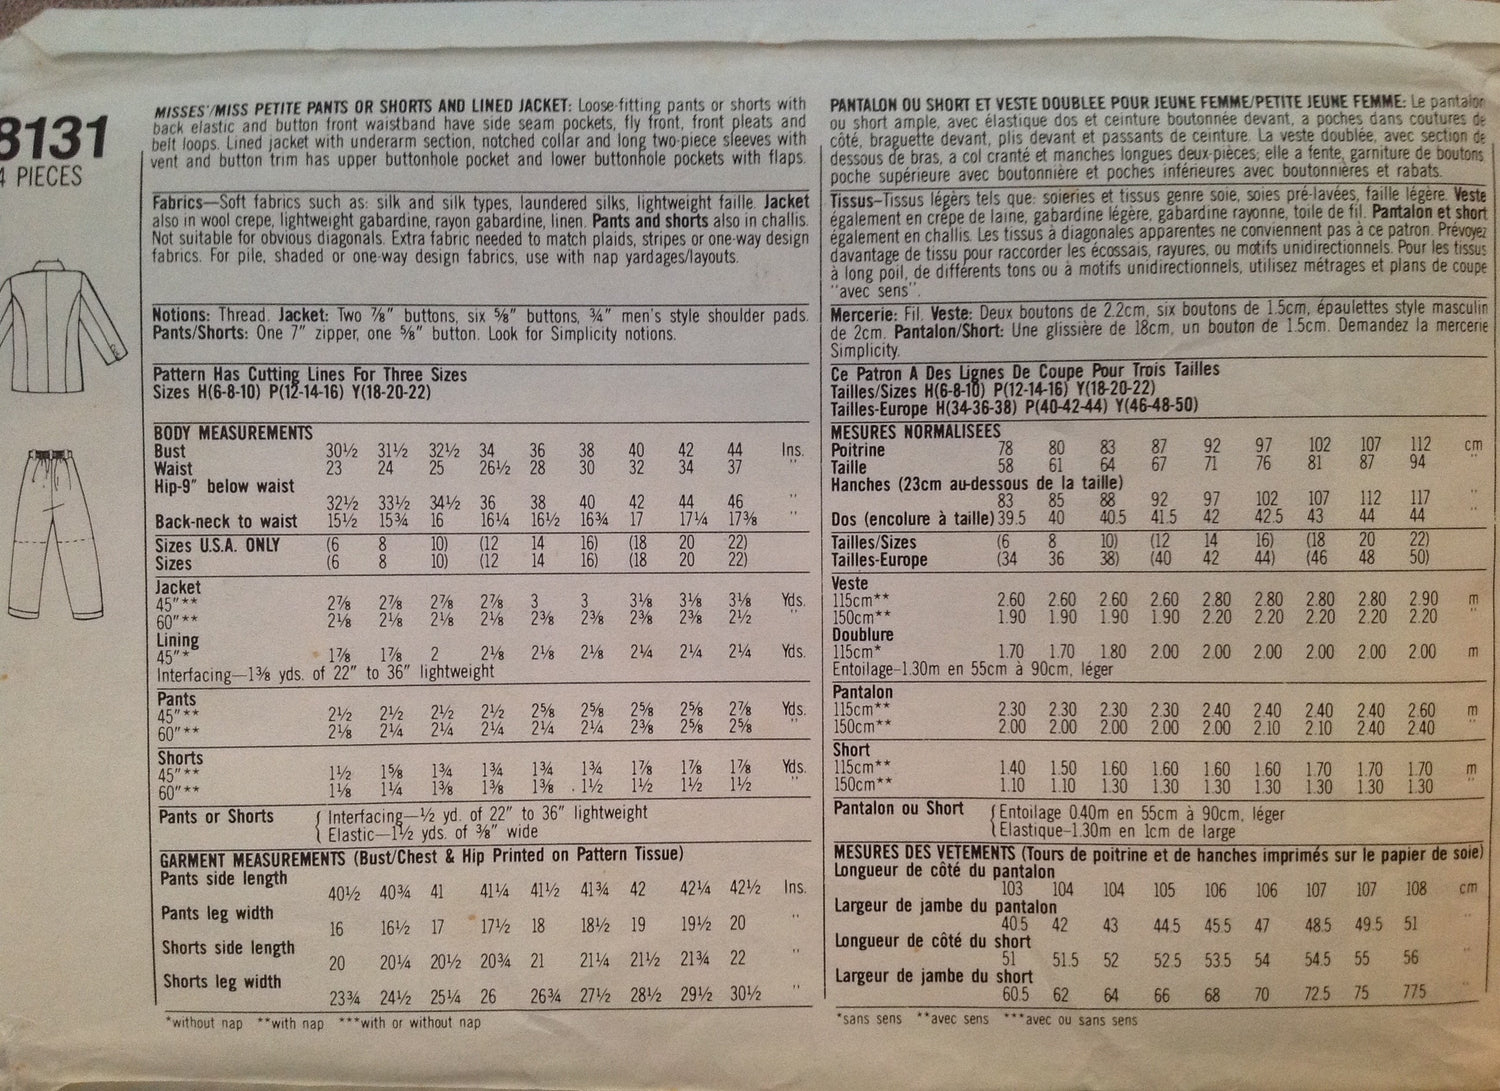 8131
4 PIECES
MISSES'/MISS PETITE PANTS OR SHORTS AND LINED JACKET: Loose-fitting pants or shorts with
back elastic and button front waistband have side seam pockets, fly front, front pleats and
belt loops. Lined jacket with underarm section, notched collar and long two-piece sleeves with
vent and button trim has upper buttonhole pocket and lower buttonhole pockets with flaps.
Fabrics—Soft fabrics such as: silk and silk types, laundered silks, lightweight faille. Jacket
also in wool crepe, lightweight gabardine, rayon gabardine, linen. Pants and shorts also in challis.
Not suitable for obvious diagonals. Extra fabric needed to match plaids, stripes or one-way design
fabrics. For pile, shaded or one-way design fabrics, use with nap yardages/layouts.
Notions: Thread. Jacket: Two ⅞" buttons, six ⅝" buttons, ¾" men's style shoulder pads.
Pants/Shorts: One 7" zipper, one ⅝" button. Look for Simplicity notions.
Pattern Has Cutting Lines For Three Sizes
Sizes H(6-8-10) P(12-14-16) Y(18-20-22)
BODY MEASUREMENTS
Bust 30½ 31½ 32½ 34 36 38 40 42 44 Ins.
Waist 23 24 25 26½ 28 30 32 34 37 "
Hip-9" below waist
32½ 33½ 34½ 36 38 40 42 44 46 "
Back-neck to waist 15½ 15¾ 16 16¼ 16½ 16¾ 17 17¼ 17⅜ "
Sizes U.S.A. ONLY (6 8 10) (12 14 16) (18 20 22)
Sizes (6 8 10) (12 14 16) (18 20 22)
Jacket
45"** 2⅞ 2⅞ 2⅞ 2⅞ 3 3 3⅛ 3⅛ 3⅛ Yds.
60"** 2⅛ 2⅛ 2⅛ 2⅛ 2⅜ 2⅜ 2⅜ 2⅜ 2½ "
Lining
45"* 1⅞ 1⅞ 2 2⅛ 2⅛ 2⅛ 2¼ 2¼ 2¼ Yds.
Interfacing—1⅜ yds. of 22" to 36" lightweight
Pants
45"** 2½ 2½ 2½ 2½ 2⅝ 2⅝ 2⅝ 2⅝ 2⅞ Yds.
60"** 2⅛ 2¼ 2¼ 2¼ 2¼ 2¼ 2⅜ 2⅝ 2⅝ "
Shorts
45"** 1½ 1⅝ 1¾ 1¾ 1¾ 1¾ 1⅞ 1⅞ 1⅞ Yds.
60"** 1⅛ 1¼ 1⅜ 1⅜ 1⅜ 1½ 1½ 1½ 1½ "
Pants or Shorts { Interfacing—½ yd. of 22" to 36" lightweight
Elastic—1½ yds. of ⅜" wide
GARMENT MEASUREMENTS (Bust/Chest & Hip Printed on Pattern Tissue)
Pants side length
40½ 40¾ 41 41¼ 41½ 41¾ 42 42¼ 42½ Ins.
Pants leg width
16 16½ 17 17½ 18 18½ 19 19½ 20 "
Shorts side length
20 20¼ 20½ 20¾ 21 21¼ 21½ 21¾ 22 "
Shorts leg width
23¾ 24½ 25¼ 26 26¾ 27½ 28½ 29½ 30½ "
*without nap **with nap ***with or without nap
PANTALON OU SHORT ET VESTE DOUBLEE POUR JEUNE FEMME/PETITE JEUNE FEMME: Le pantalon
ou short ample, avec élastique dos et ceinture boutonnée devant, a poches dans coutures de
côté, braguette devant, plis devant et passants de ceinture. La veste doublée, avec section de
dessous de bras, a col cranté et manches longues deux-pièces; elle a fente, garniture de boutons
poche supérieure avec boutonnière et poches inférieures avec boutonnières et rabats.
Tissus—Tissus légèrs tels que: soieries et tissus genre soie, soies pré-lavées, faille légère. Veste
également en crêpe de laine, gabardine légère, gabardine rayonne, toile de fil. Pantalon et short
également en challis. Les tissus à diagonales apparentes ne conviennent pas à ce patron. Prévoyez
davantage de tissu pour raccorder les écossais, rayures, ou motifs unidirectionnels. Pour les tissus
à long poil, de différents tons ou à motifs unidirectionnels, utilisez métrages et plans de coupe
"avec sens".
Mercerie: Fil. Veste: Deux boutons de 2.2cm, six boutons de 1.5cm, épaulettes style masculin
de 2cm. Pantalon/Short: Une glissière de 18cm, un bouton de 1.5cm. Demandez la mercerie
Simplicity.
Ce Patron A Des Lignes De Coupe Pour Trois Tailles
Tailles/Sizes H(6-8-10) P(12-14-16) Y(18-20-22)
Tailles-Europe H(34-36-38) P(40-42-44) Y(46-48-50)
MESURES NORMALISEES
Poitrine 78 80 83 87 92 97 102 107 112 cm
Taille 58 61 64 67 71 76 81 87 94 "
Hanches (23cm au-dessous de la taille)
83 85 88 92 97 102 107 112 117 "
Dos (encolure à taille) 39.5 40 40.5 41.5 42 42.5 43 44 44 "
Tailles/Sizes (6 8 10) (12 14 16) (18 20 22)
Tailles-Europe (34 36 38) (40 42 44) (46 48 50)
Veste
115cm** 2.60 2.60 2.60 2.60 2.80 2.80 2.80 2.80 2.90 m
150cm** 1.90 1.90 1.90 1.90 2.20 2.20 2.20 2.20 2.20 "
Doublure
115cm* 1.70 1.70 1.80 2.00 2.00 2.00 2.00 2.00 2.00 m
Entoilage-1.30m en 55cm à 90cm, léger
Pantalon
115cm** 2.30 2.30 2.30 2.30 2.40 2.40 2.40 2.40 2.60 m
150cm** 2.00 2.00 2.00 2.00 2.00 2.10 2.10 2.40 2.40 "
Short
115cm** 1.40 1.50 1.60 1.60 1.60 1.60 1.70 1.70 1.70 m
150cm** 1.10 1.10 1.30 1.30 1.30 1.30 1.30 1.30 1.30 "
Pantalon ou Short { Entoilage 0.40m en 55cm à 90cm, léger
Elastique-1.30m en 1cm de large
MESURES DES VETEMENTS (Tours de poitrine et de hanches imprimés sur le papier de soie)
Longueur de côté du pantalon
103 104 104 105 106 106 107 107 108 cm
Largeur de jambe du pantalon
40.5 42 43 44.5 45.5 47 48.5 49.5 51 "
Longueur de côté du short
51 51.5 52 52.5 53.5 54 54.5 55 56 "
Largeur de jambe du short
60.5 62 64 66 68 70 72.5 75 775 "
*sans sens **avec sens ***avec ou sans sens